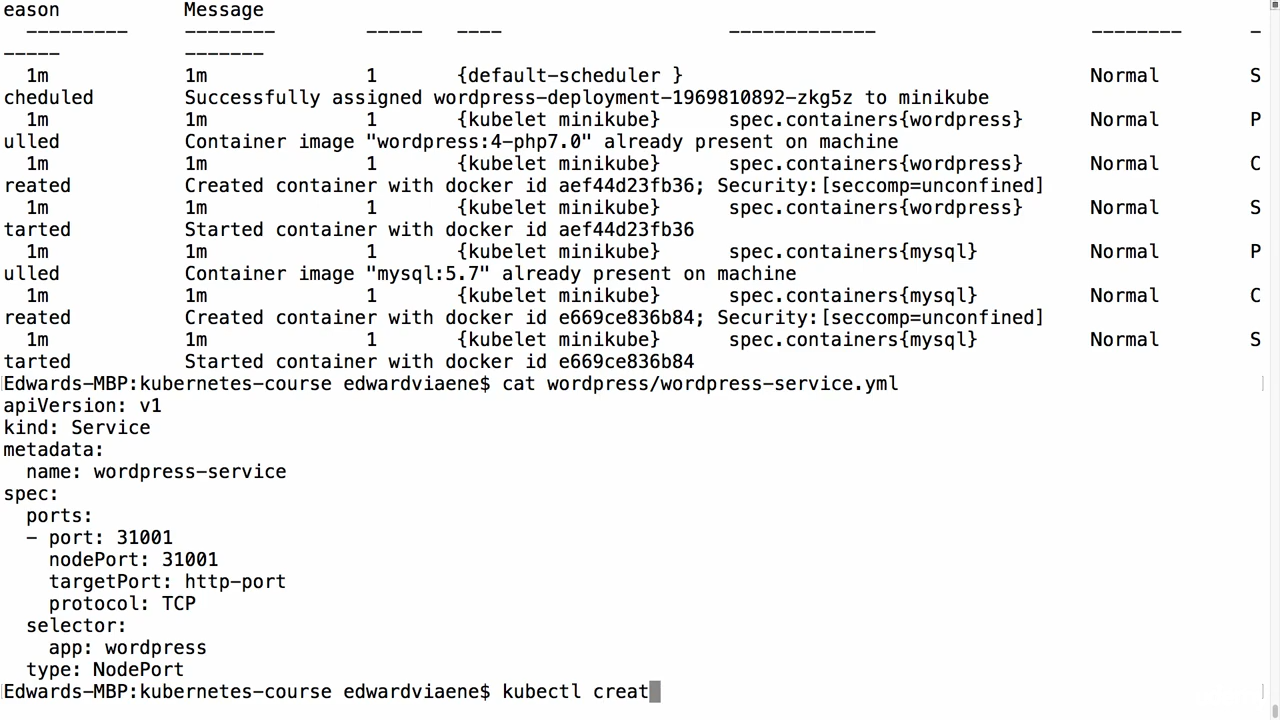 eason           Message
  ---------     --------        -----   ----                    -------------                   --------        -
-----           -------
  1m            1m              1       {default-scheduler }                                    Normal          S
cheduled        Successfully assigned wordpress-deployment-1969810892-zkg5z to minikube
  1m            1m              1       {kubelet minikube}      spec.containers{wordpress}      Normal          P
ulled           Container image "wordpress:4-php7.0" already present on machine
  1m            1m              1       {kubelet minikube}      spec.containers{wordpress}      Normal          C
reated          Created container with docker id aef44d23fb36; Security:[seccomp=unconfined]
  1m            1m              1       {kubelet minikube}      spec.containers{wordpress}      Normal          S
tarted          Started container with docker id aef44d23fb36
  1m            1m              1       {kubelet minikube}      spec.containers{mysql}          Normal          P
ulled           Container image "mysql:5.7" already present on machine
  1m            1m              1       {kubelet minikube}      spec.containers{mysql}          Normal          C
reated          Created container with docker id e669ce836b84; Security:[seccomp=unconfined]
  1m            1m              1       {kubelet minikube}      spec.containers{mysql}          Normal          S
tarted          Started container with docker id e669ce836b84
Edwards-MBP:kubernetes-course edwardviaene$ cat wordpress/wordpress-service.yml
apiVersion: v1
kind: Service
metadata:
  name: wordpress-service
spec:
  ports:
  - port: 31001
    nodePort: 31001
    targetPort: http-port
    protocol: TCP
  selector:
    app: wordpress
  type: NodePort
Edwards-MBP:kubernetes-course edwardviaene$ kubectl creat